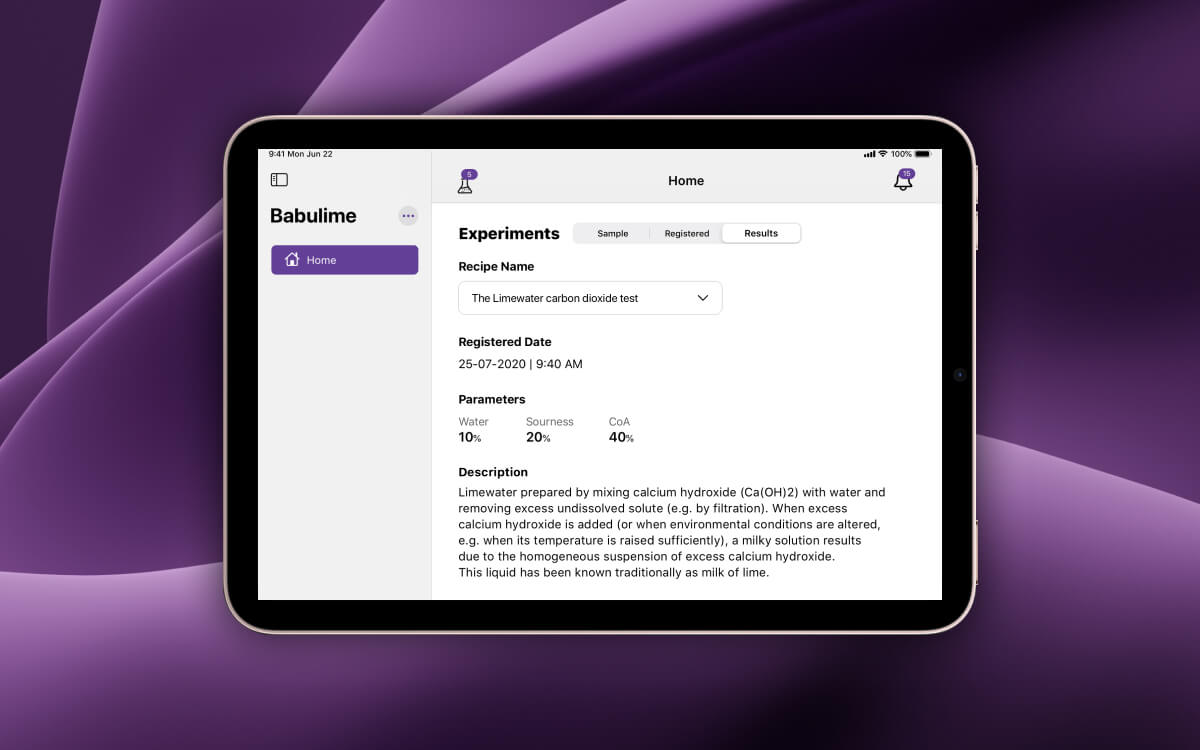 9:41 Mon Jun 22
100%
Babulime
Home
5
Home
15
Experiments
Sample
Registered
Results
Recipe Name
The Limewater carbon dioxide test
Registered Date
25-07-2020 | 9:40 AM
Parameters
Water
Sourness
CoA
10%
20%
40%
Description
Limewater prepared by mixing calcium hydroxide (Ca(OH)2) with water and
removing excess undissolved solute (e.g. by filtration). When excess
calcium hydroxide is added (or when environmental conditions are altered,
e.g. when its temperature is raised sufficiently), a milky solution results
due to the homogeneous suspension of excess calcium hydroxide.
This liquid has been known traditionally as milk of lime.